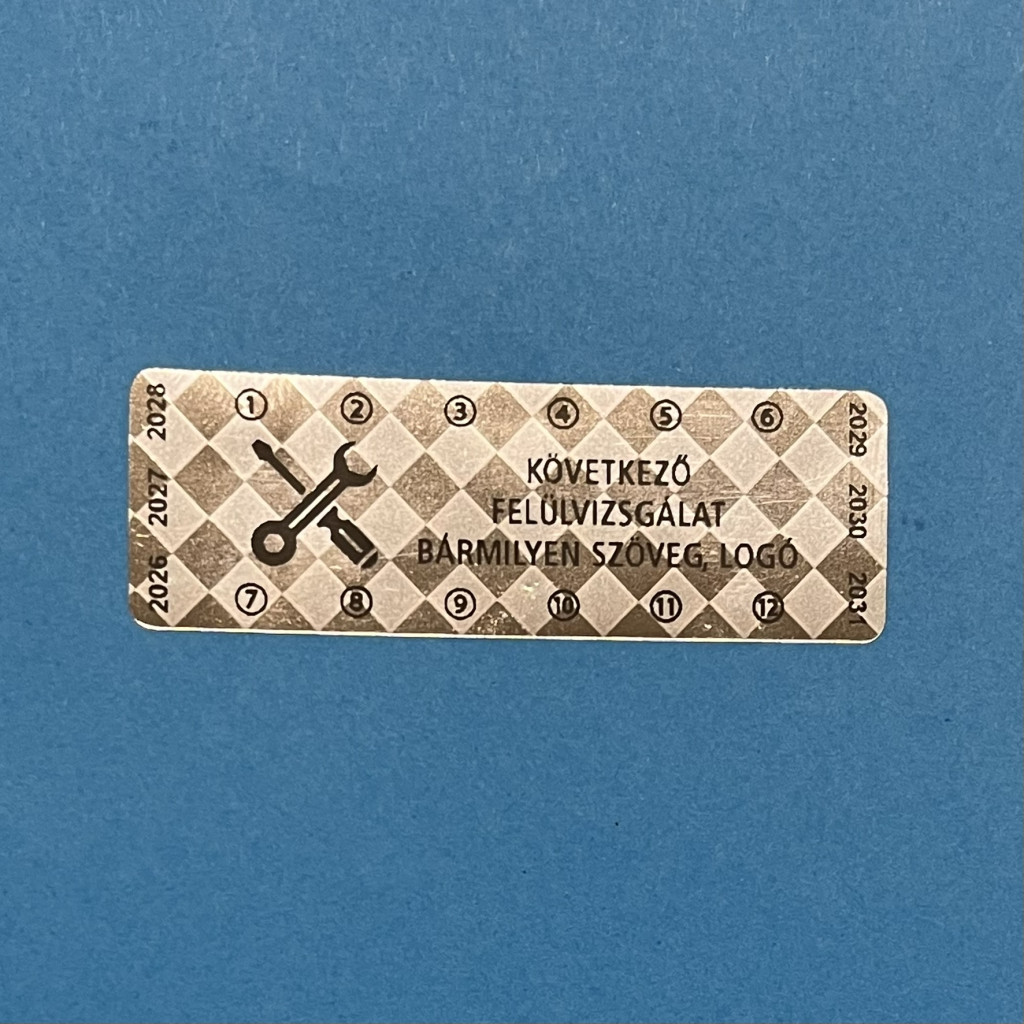 ① ② ③ ④ ⑤ ⑥
2028
2027
2026
KÖVETKEZŐ
FELÜLVIZSGÁLAT
BÁRMILYEN SZÖVEG, LOGÓ
2029
2030
2031
⑦ ⑧ ⑨ ⑩ ⑪ ⑫